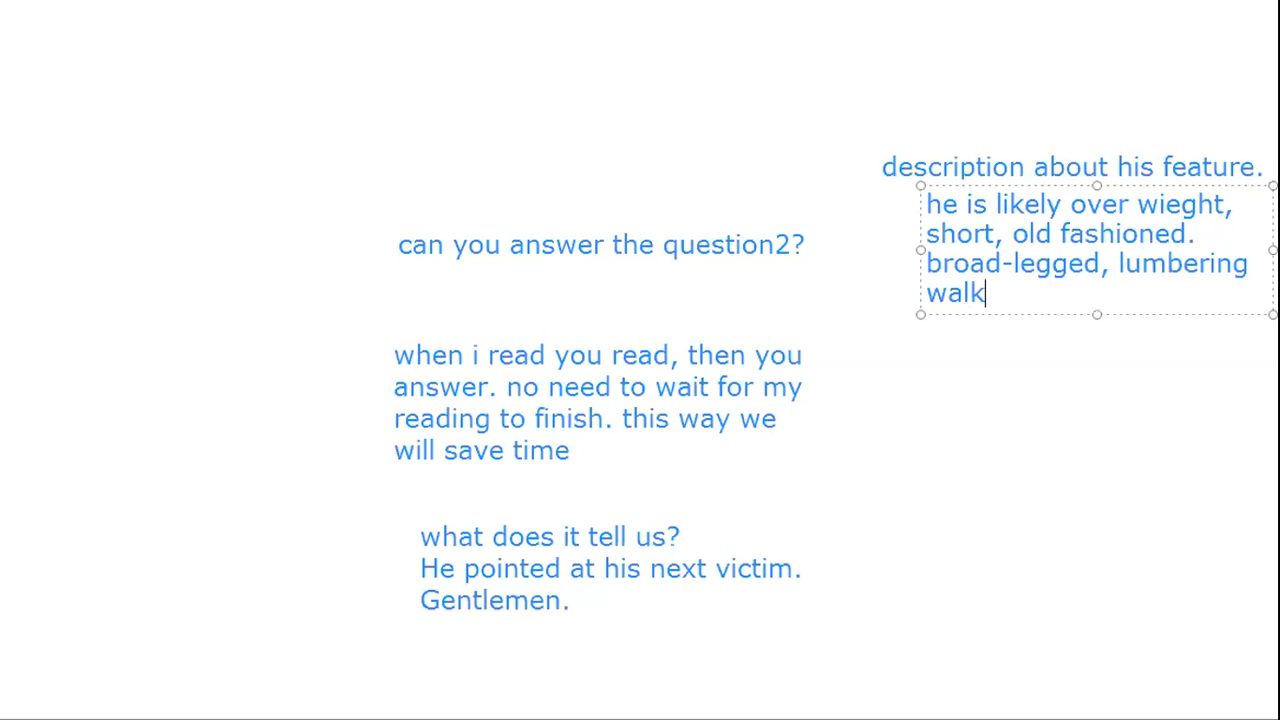 description about his feature.
he is likely over wieght,
short, old fashioned.
broad-legged, lumbering
walk
can you answer the question2?
when i read you read, then you
answer. no need to wait for my
reading to finish. this way we
will save time
what does it tell us?
He pointed at his next victim.
Gentlemen.